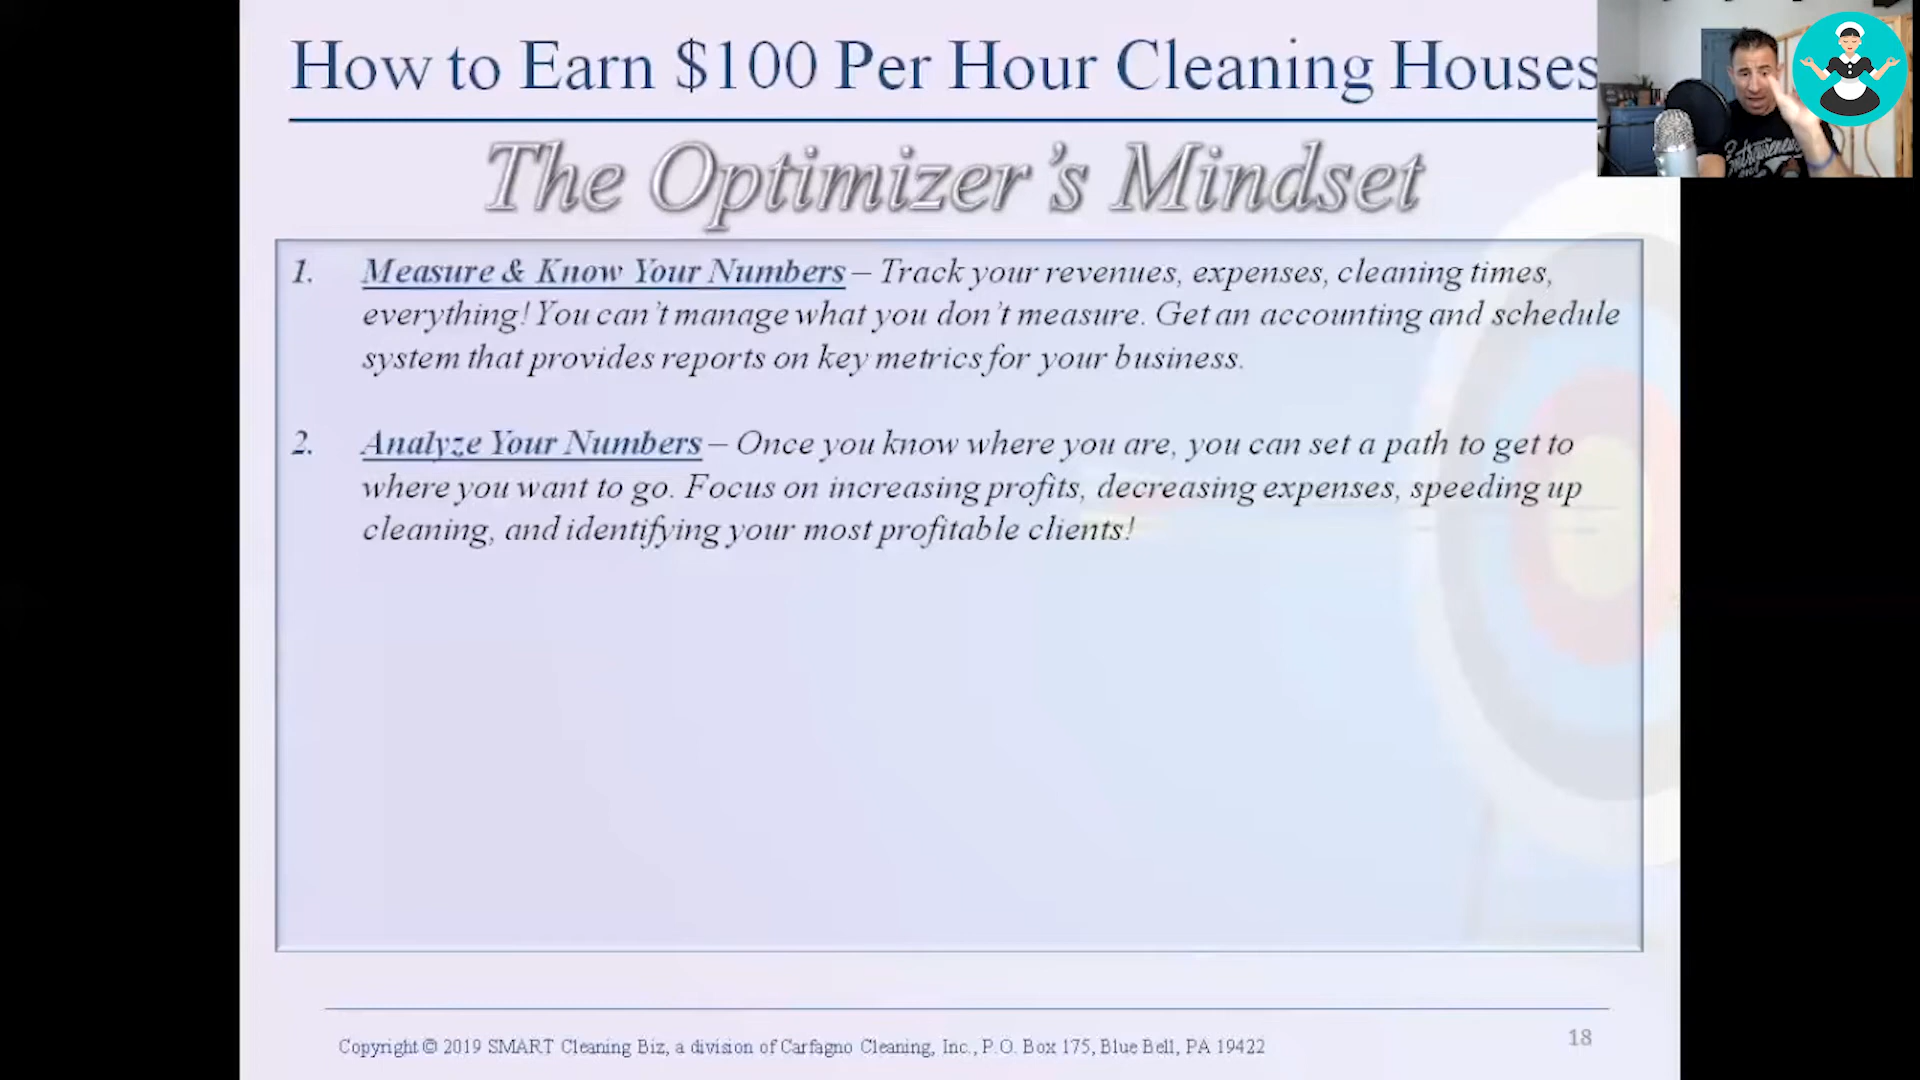 How to Earn $100 Per Hour Cleaning Houses
The Optimizer's Mindset
1. Measure & Know Your Numbers – Track your revenues, expenses, cleaning times,
everything! You can't manage what you don't measure. Get an accounting and schedule
system that provides reports on key metrics for your business.
2. Analyze Your Numbers – Once you know where you are, you can set a path to get to
where you want to go. Focus on increasing profits, decreasing expenses, speeding up
cleaning, and identifying your most profitable clients!
Copyright © 2019 SMART Cleaning Biz, a division of Carfagno Cleaning, Inc., P.O. Box 175, Blue Bell, PA 19422
18